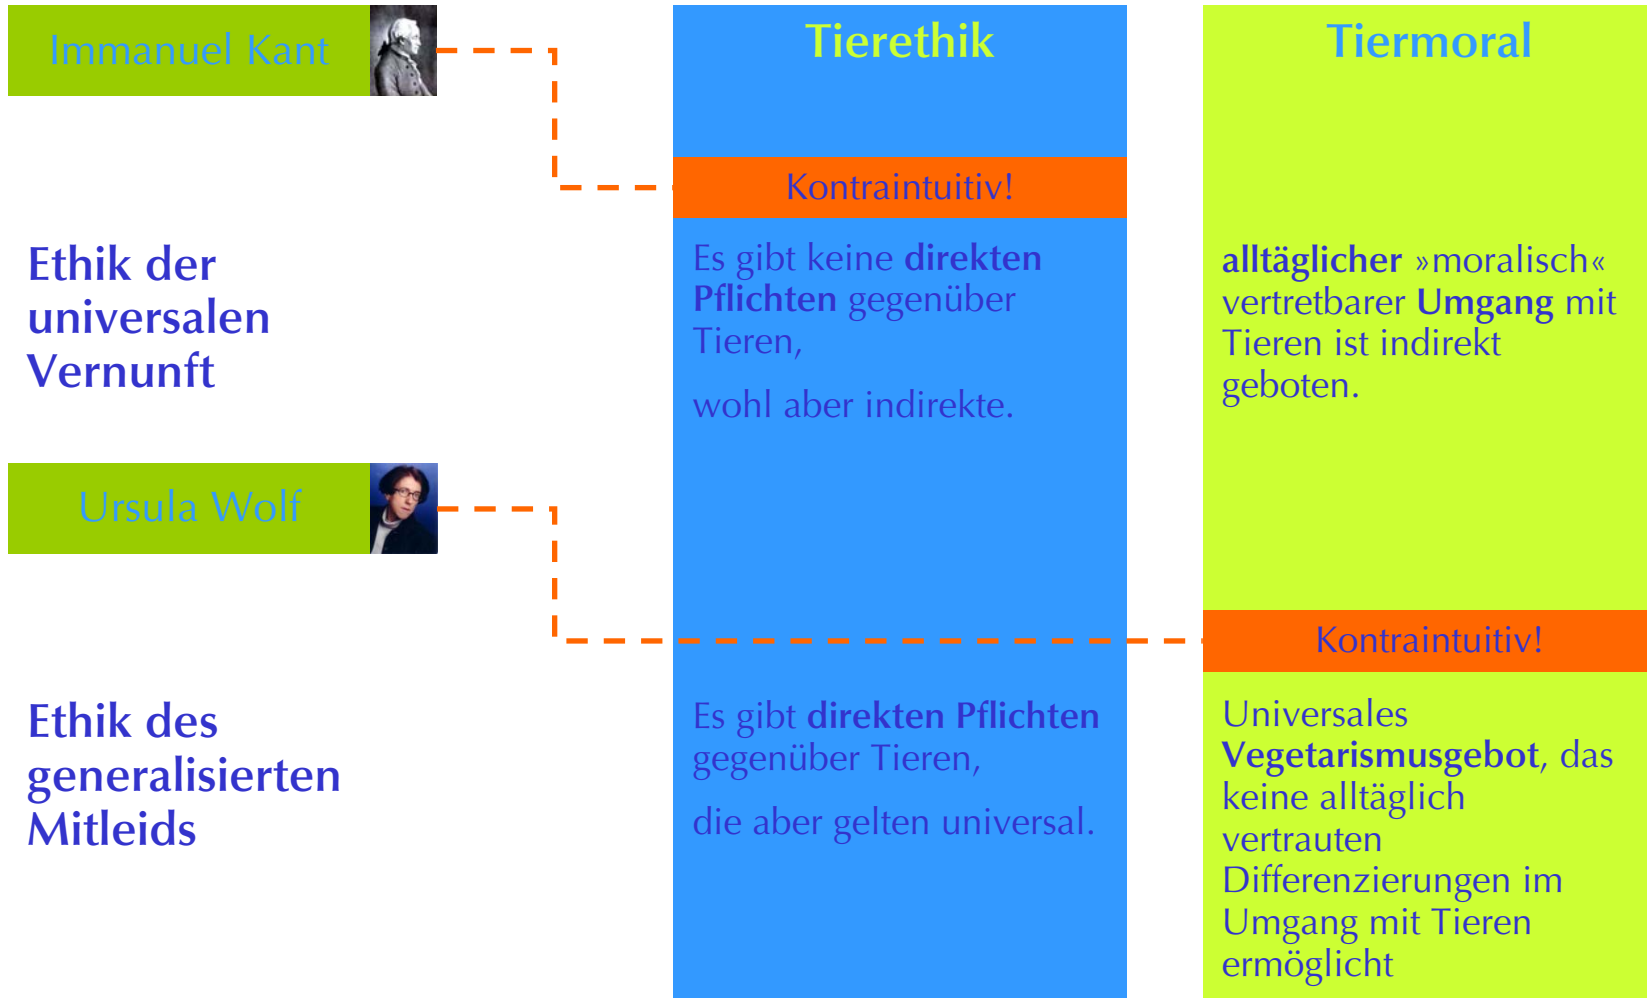 Immanuel Kant
Tierethik
Tiermoral
Kontraintuitiv!
Ethik der
universalen
Vernunft
Es gibt keine direkten
Pflichten gegenüber
Tieren,
wohl aber indirekte.
alltäglicher »moralisch«
vertretbarer Umgang mit
Tieren ist indirekt
geboten.
Ursula Wolf
Kontraintuitiv!
Ethik des
generalisierten
Mitleids
Es gibt direkten Pflichten
gegenüber Tieren,
die aber gelten universal.
Universales
Vegetarismusgebot, das
keine alltäglich
vertrauten
Differenzierungen im
Umgang mit Tieren
ermöglicht